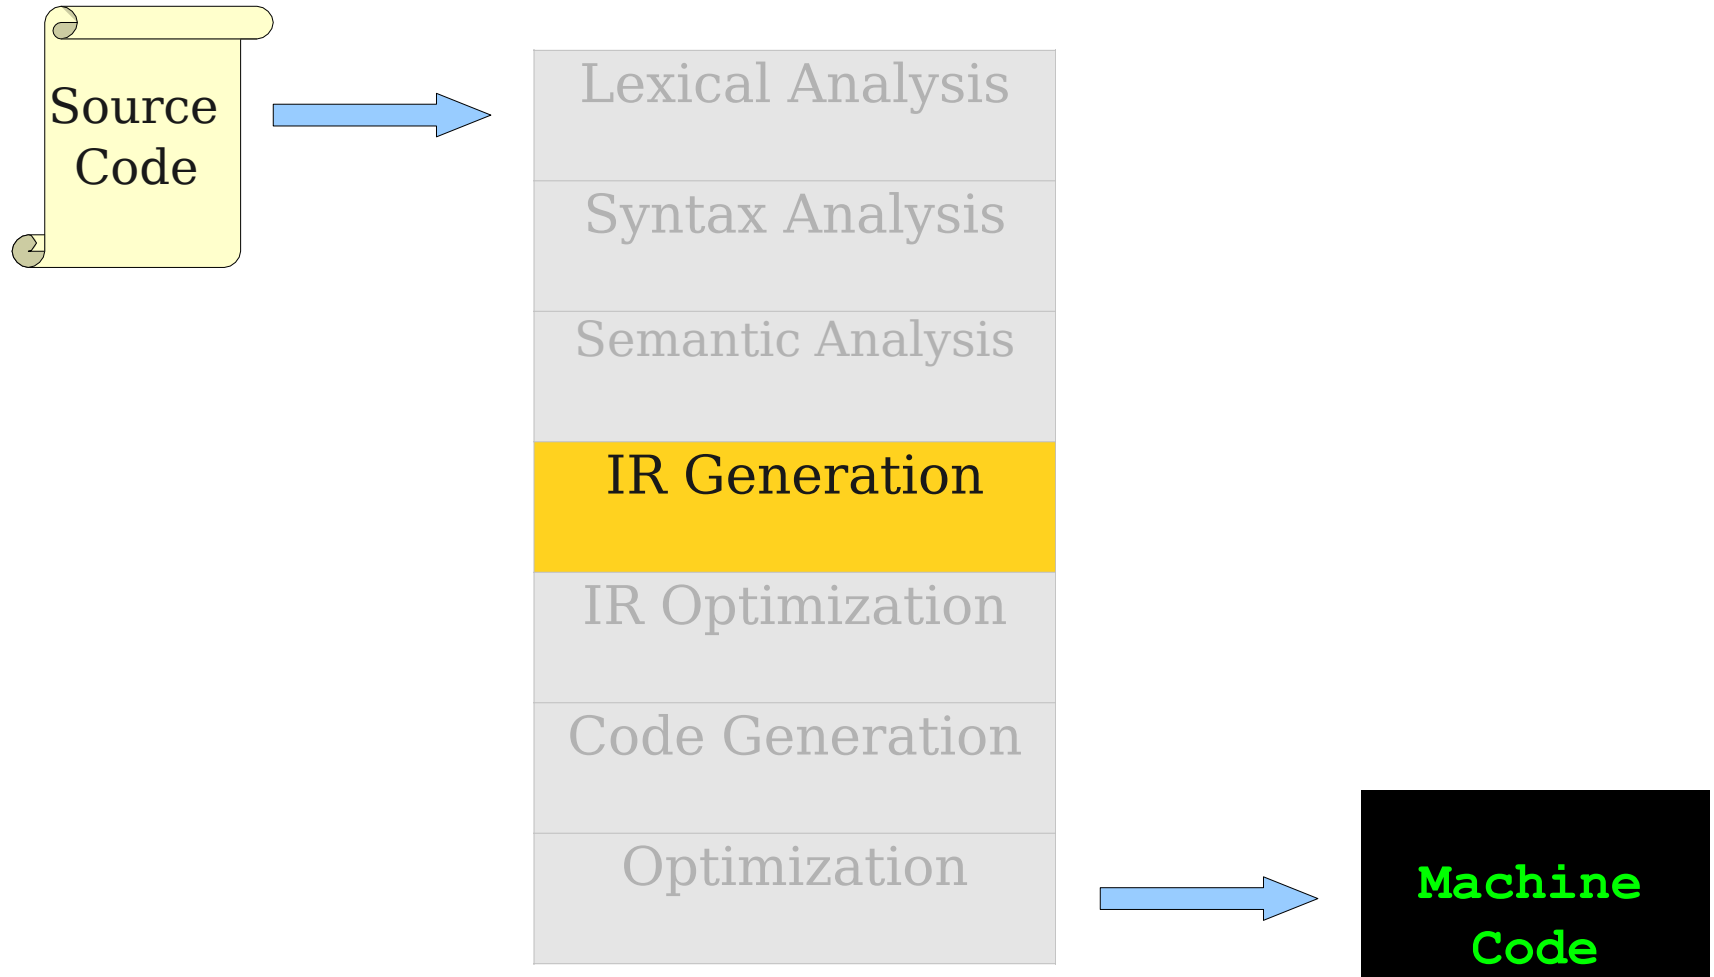 Source
Code
Lexical Analysis
Syntax Analysis
Semantic Analysis
IR Generation
IR Optimization
Code Generation
Optimization
Machine
Code